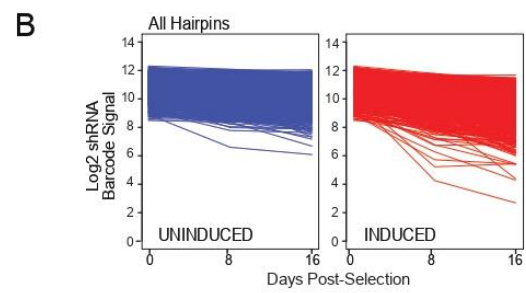 B
All Hairpins
Log2 shRNA
Barcode Signal
14
12
10
8
6
4
2
0
UNINDUCED
0 8 16
14
12
10
8
6
4
2
0
INDUCED
0 8 16
Days Post-Selection